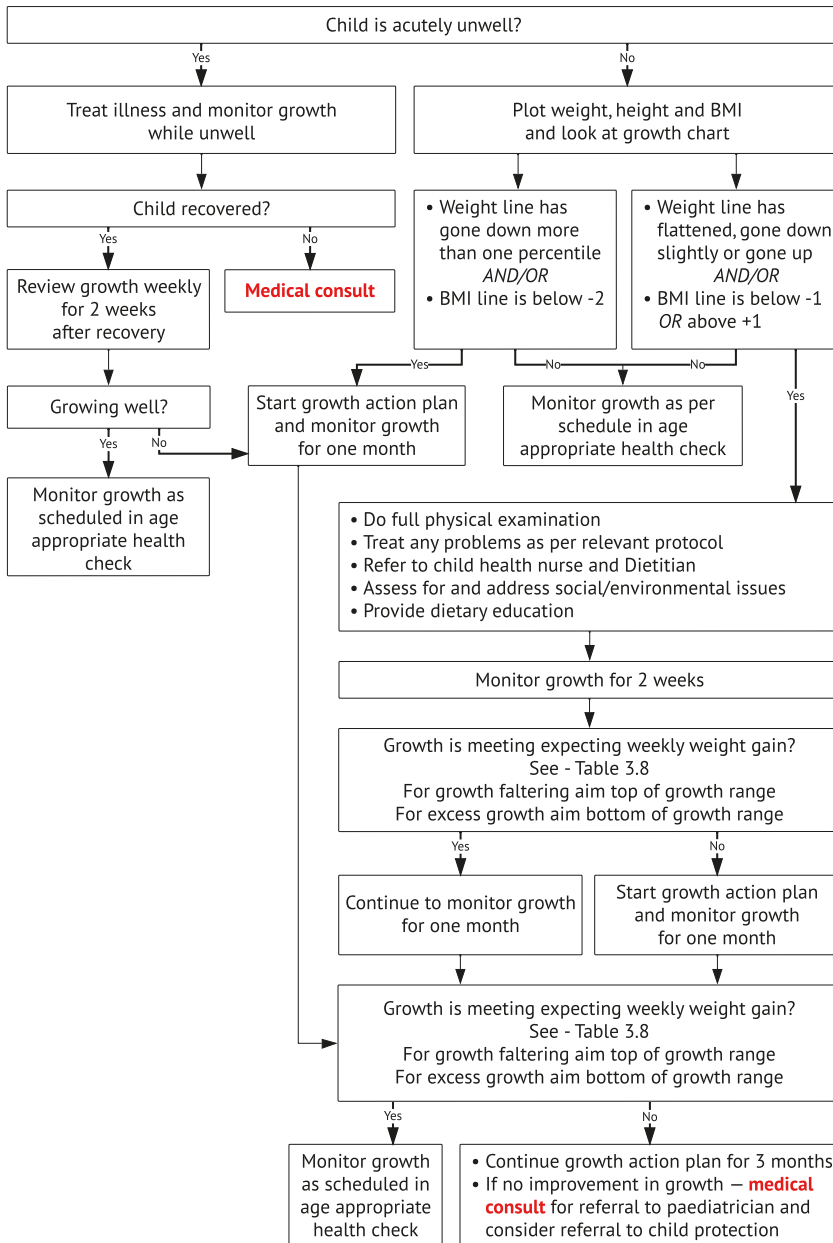 Child is acutely unwell?
Yes
No
Treat illness and monitor growth
while unwell
Plot weight, height and BMI
and look at growth chart
Child recovered?
Yes
No
Review growth weekly
for 2 weeks
after recovery
Medical consult
• Weight line has
gone down more
than one percentile
AND/OR
• BMI line is below -2
• Weight line has
flattened, gone down
slightly or gone up
AND/OR
• BMI line is below -1
OR above +1
Yes
No
No
Yes
Growing well?
Yes
No
Start growth action plan
and monitor growth
for one month
Monitor growth as per
schedule in age
appropriate health check
Monitor growth as
scheduled in age
appropriate health
check
• Do full physical examination
• Treat any problems as per relevant protocol
• Refer to child health nurse and Dietitian
• Assess for and address social/environmental issues
• Provide dietary education
Monitor growth for 2 weeks
Growth is meeting expecting weekly weight gain?
See - Table 3.8
For growth faltering aim top of growth range
For excess growth aim bottom of growth range
Yes
No
Continue to monitor growth
for one month
Start growth action plan
and monitor growth
for one month
Growth is meeting expecting weekly weight gain?
See - Table 3.8
For growth faltering aim top of growth range
For excess growth aim bottom of growth range
Yes
No
Monitor growth
as scheduled in
age appropriate
health check
• Continue growth action plan for 3 months
• If no improvement in growth — medical
consult for referral to paediatrician and
consider referral to child protection